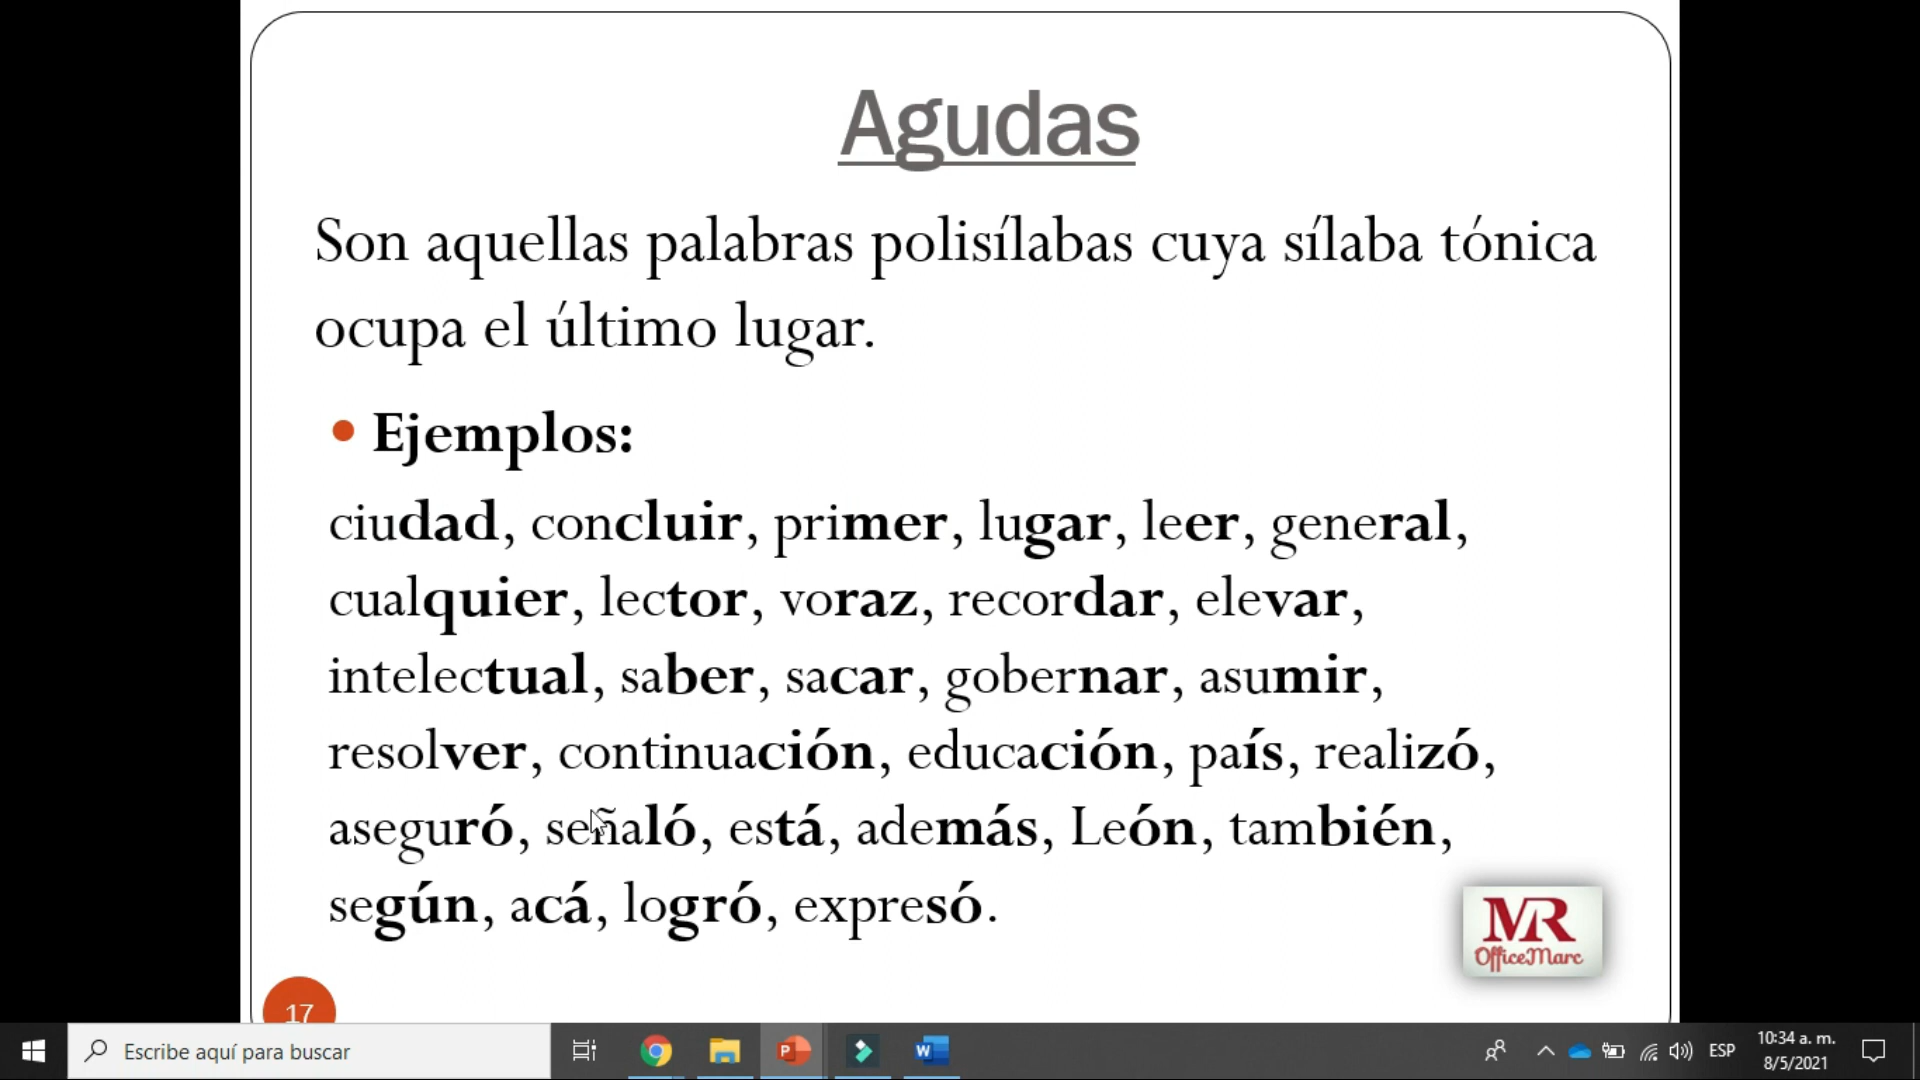 Agudas
Son aquellas palabras polisílabas cuya sílaba tónica
ocupa el último lugar.
• Ejemplos:
ciudad, concluir, primer, lugar, leer, general,
cualquier, lector, voraz, recordar, elevar,
intelectual, saber, sacar, gobernar, asumir,
resolver, continuación, educación, país, realizó,
aseguró, señaló, está, además, León, también,
según, acá, logró, expresó.
MR
OfficeMarc
17
Escribe aquí para buscar
P
W
ESP
10:34 a. m.
8/5/2021